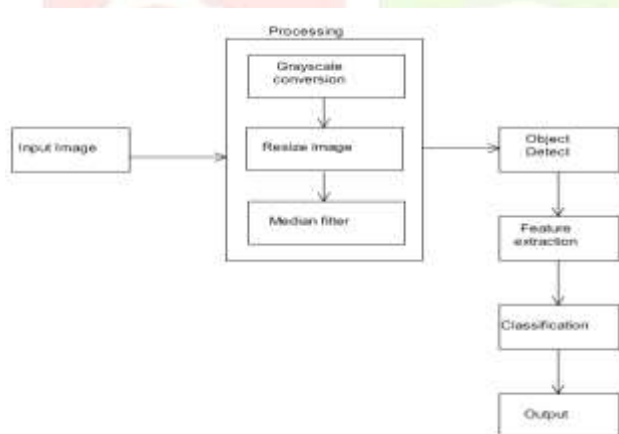 Processing
Grayscale
conversion
Input Image
Resize image
Object
Detect
Median filter
Feature
extraction
Classification
Output